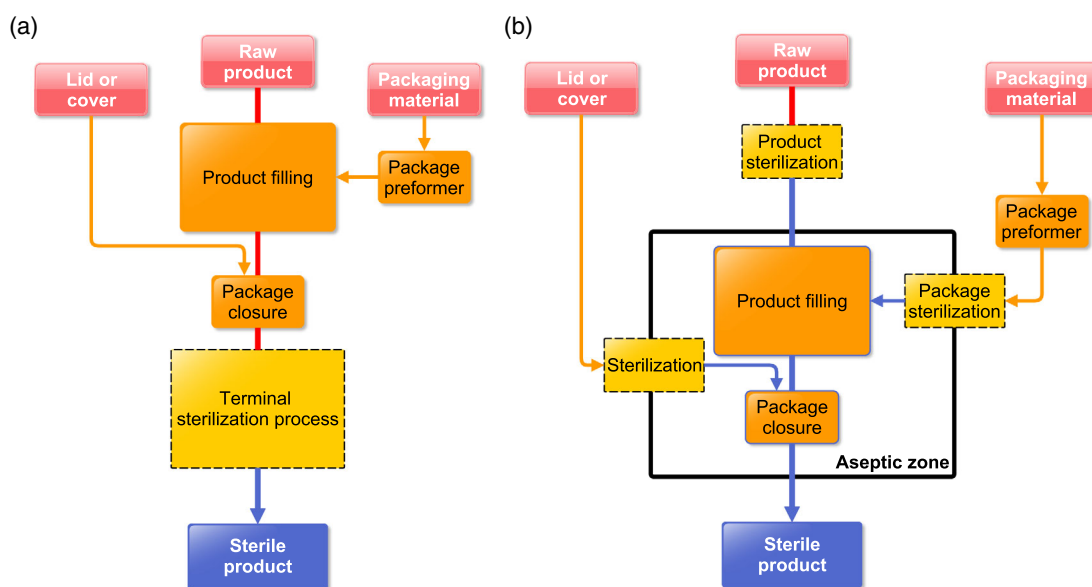 (a)
Raw
product
Lid or
cover
Packaging
material
Product filling
Package
preformer
Package
closure
Terminal
sterilization process
Sterile
product
(b)
Raw
product
Lid or
cover
Packaging
material
Product
sterilization
Package
preformer
Product filling
Package
sterilization
Sterilization
Package
closure
Aseptic zone
Sterile
product